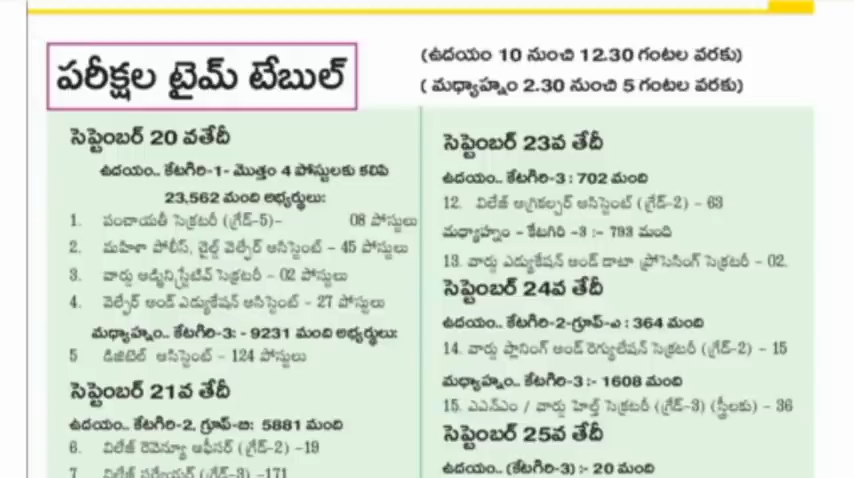 పరీక్షల టైమ్ టేబుల్
(ఉదయం 10 నుంచి 12.30 గంటల వరకు)
( మధ్యాహ్నం 2.30 నుంచి 5 గంటల వరకు)
సెప్టెంబర్ 20 వతేదీ
ఉదయం.. కేటగిరి-1- మొత్తం 4 పోస్టులకు కలిపి
23,562 మంది అభ్యర్థులు:
1. పంచాయతీ సెక్రటరీ (గ్రేడ్-5)- 08 పోస్టులు
2. మహిళా పోలీస్, చైల్డ్ వెల్ఫేర్ అసిస్టెంట్ - 45 పోస్టులు
3. వార్డు అడ్మినిస్ట్రేటివ్ సెక్రటరీ - 02 పోస్టులు
4. వెల్ఫేర్ అండ్ ఎడ్యుకేషన్ అసిస్టెంట్ - 27 పోస్టులు
మధ్యాహ్నం.. కేటగిరి-3: - 9231 మంది అభ్యర్థులు:
5 డిజిటెల్ అసిస్టెంట్ - 124 పోస్టులు
సెప్టెంబర్ 21వ తేదీ
ఉదయం.. కేటగిరి-2, గ్రూప్-బి: 5881 మంది
6. విలేజ్ రెవెన్యూ ఆఫీసర్ (గ్రేడ్-2) -19
7 విలేజ్ సర్వేయర్ (గ్రేడ్-3) -171
సెప్టెంబర్ 23వ తేదీ
ఉదయం.. కేటగిరి-3 : 702 మంది
12. విలేజ్ అగ్రికల్చర్ అసిస్టెంట్ (గ్రేడ్-2) - 63
మధ్యాహ్నం - కేటగిరి -3 :- 793 మంది
13. వార్డు ఎడ్యుకేషన్ అండ్ డాటా ప్రోసెసింగ్ సెక్రటరీ - 02.
సెప్టెంబర్ 24వ తేదీ
ఉదయం.. కేటగిరి-2-గ్రూప్-ఎ : 364 మంది
14. వార్డు ప్లానింగ్ అండ్ రెగ్యులేషన్ సెక్రటరీ (గ్రేడ్-2) - 15
మధ్యాహ్నం.. కేటగిరి-3 :- 1608 మంది
15. ఎఎన్ఎం / వార్డు హెల్త్ సెక్రటరీ (గ్రేడ్-3) (స్త్రీలకు) - 36
సెప్టెంబర్ 25వ తేదీ
ఉదయం.. (కేటగిరి-3) :- 20 మంది